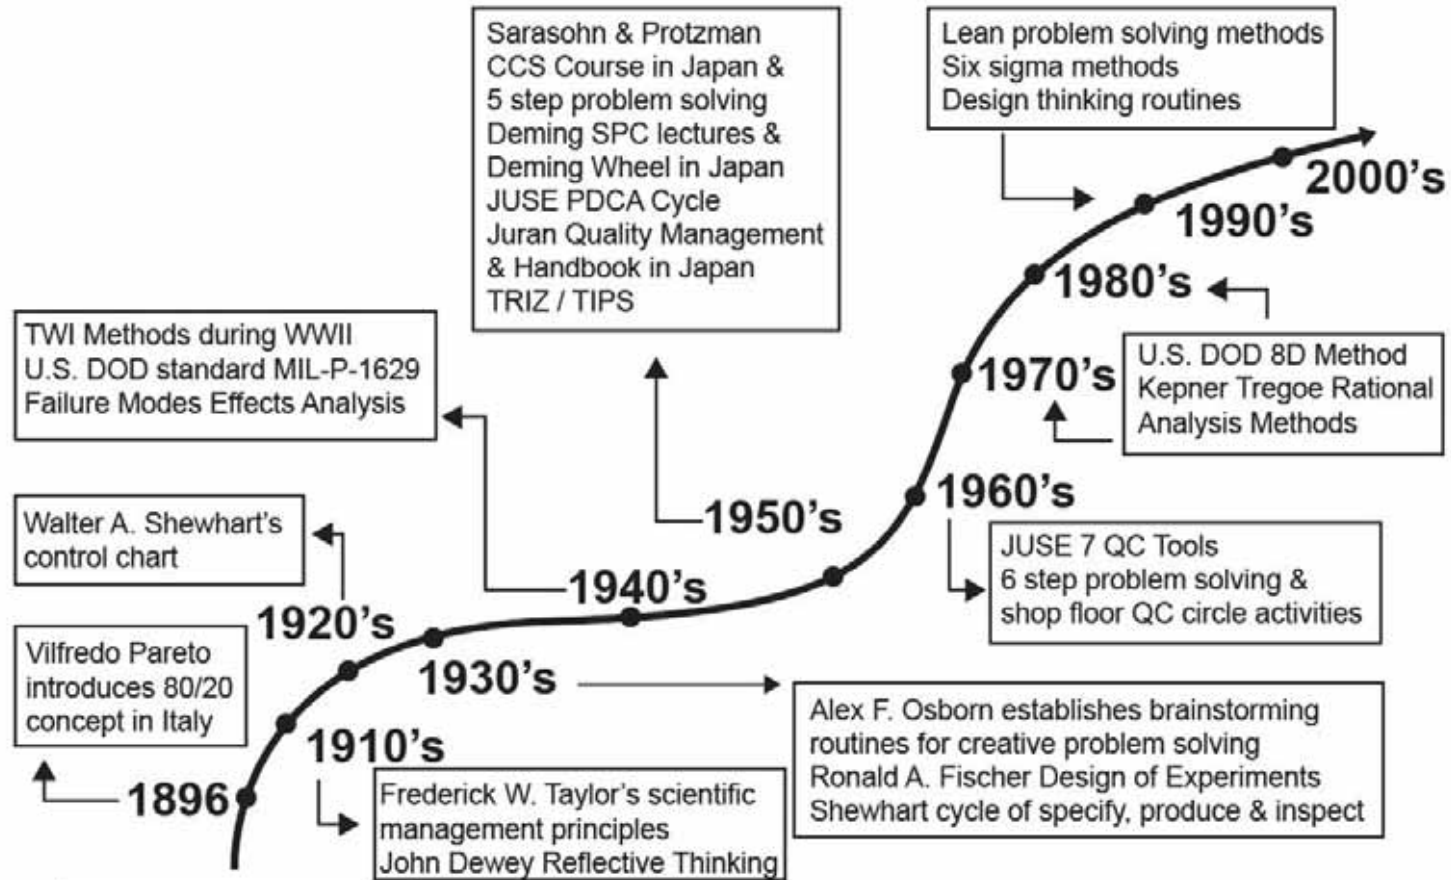 Sarasohn & Protzman
CCS Course in Japan &
5 step problem solving
Deming SPC lectures &
Deming Wheel in Japan
JUSE PDCA Cycle
Juran Quality Management
& Handbook in Japan
TRIZ / TIPS
Lean problem solving methods
Six sigma methods
Design thinking routines
2000's
1990's
1980's
TWI Methods during WWII
U.S. DOD standard MIL-P-1629
Failure Modes Effects Analysis
U.S. DOD 8D Method
Kepner Tregoe Rational
Analysis Methods
1970's
1960's
1950's
Walter A. Shewhart's
control chart
JUSE 7 QC Tools
6 step problem solving &
shop floor QC circle activities
1940's
1920's
Vilfredo Pareto
introduces 80/20
concept in Italy
1930's
Alex F. Osborn establishes brainstorming
routines for creative problem solving
Ronald A. Fischer Design of Experiments
Shewhart cycle of specify, produce & inspect
1910's
1896
Frederick W. Taylor's scientific
management principles
John Dewey Reflective Thinking